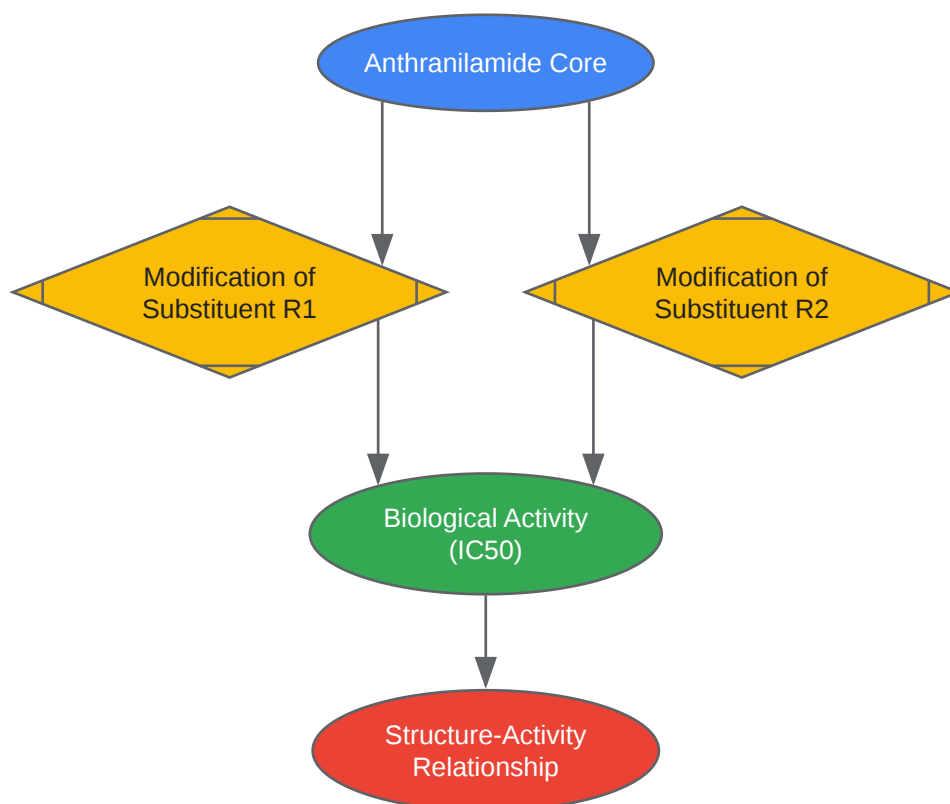 Anthranilamide Core
Modification of
Substituent R1
Modification of
Substituent R2
Biological Activity
(IC50)
Structure-Activity
Relationship